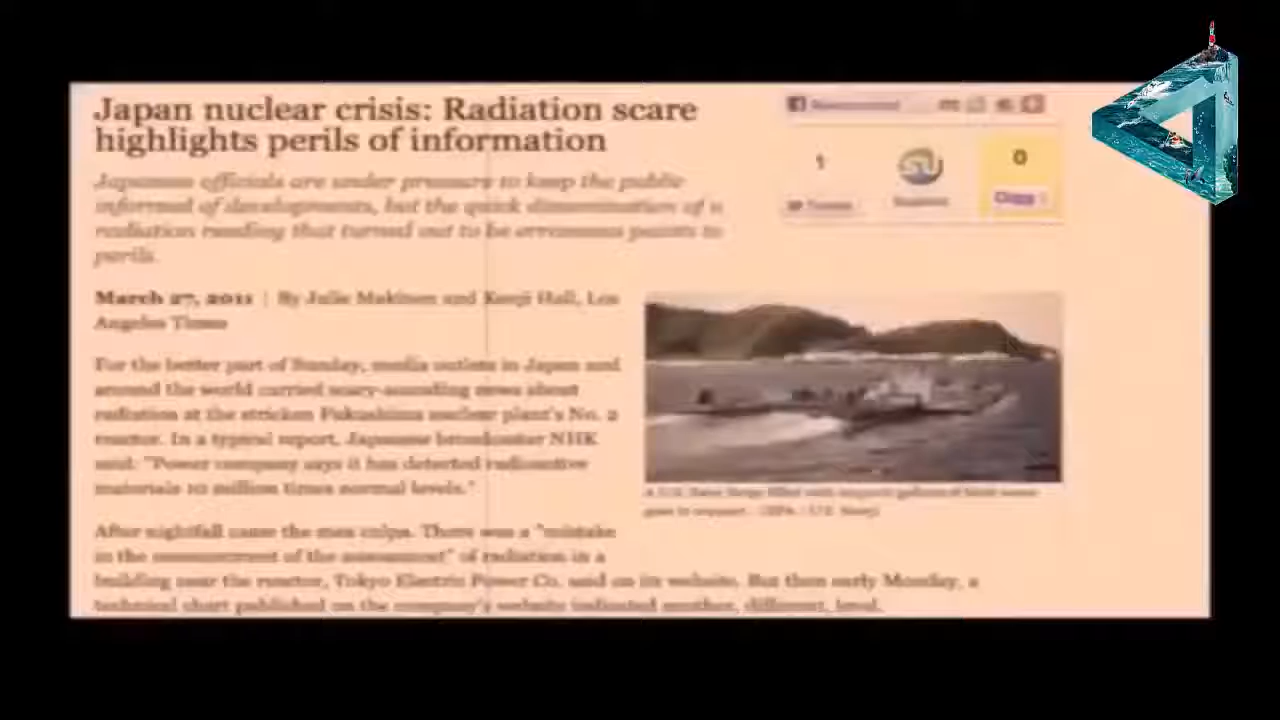 Japan nuclear crisis: Radiation scare
highlights perils of information
Japanese officials are under pressure to keep the public
informed of developments, but the quick dissemination of a
radiation reading that turned out to be erroneous points to
perils.
March 27, 2011 | By Julie Makinen and Kenji Hall, Los
Angeles Times
For the better part of Sunday, media outlets in Japan and
around the world carried scary-sounding news about
radiation at the stricken Fukushima nuclear plant's No. 2
reactor. In a typical report, Japanese broadcaster NHK
said: "Power company says it has detected radioactive
materials 10 million times normal levels."
After nightfall came the mea culpa. There was a "mistake
in the measurement of the assessment" of radiation in a
building near the reactor, Tokyo Electric Power Co. said on its website. But then early Monday, a
technical chart published on the company's website indicated another, different, level.
1
0
Digg